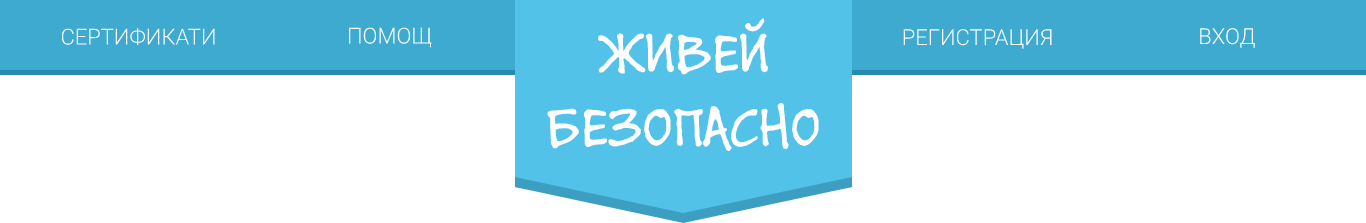 СЕРТИФИКАТИ
ПОМОЩ
ЖИВЕЙ
БЕЗОПАСНО
РЕГИСТРАЦИЯ
ВХОД